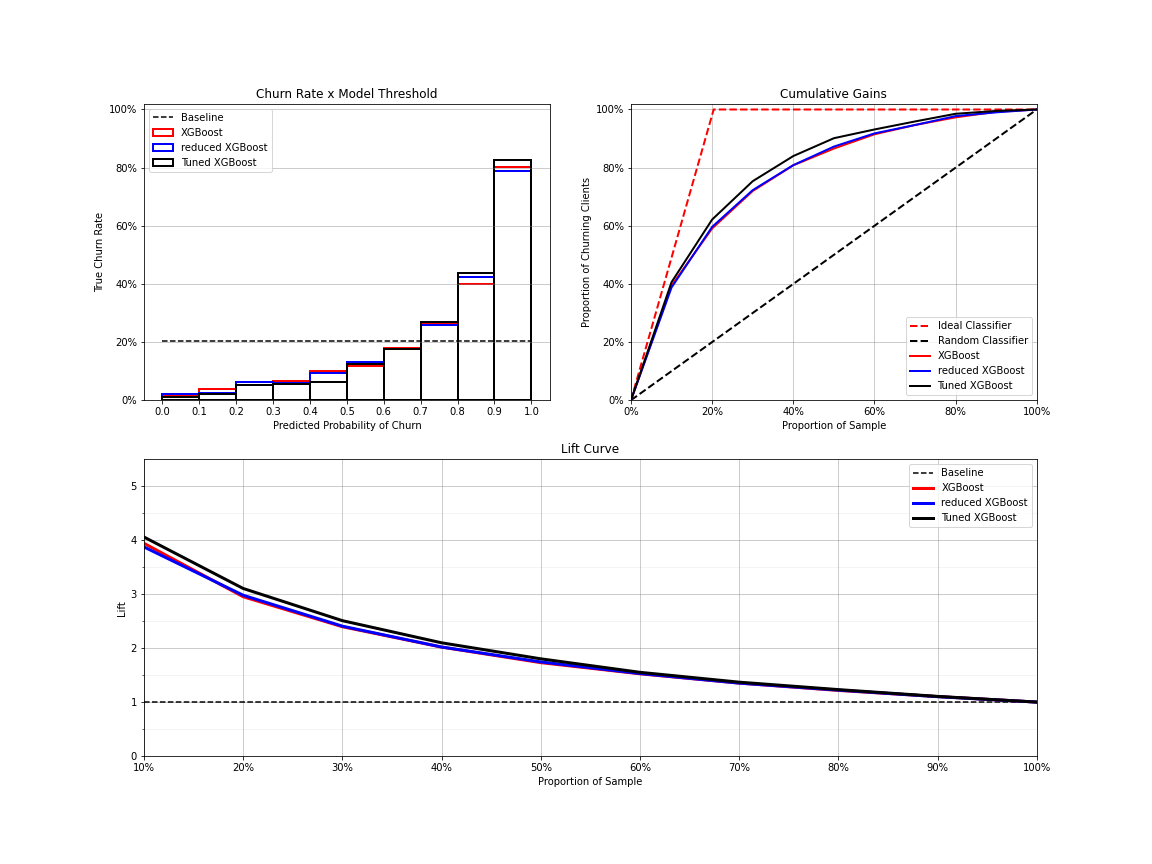 Churn Rate x Model Threshold
100%
80%
60%
40%
20%
0%
True Churn Rate
Baseline
XGBoost
reduced XGBoost
Tuned XGBoost
0.0 0.1 0.2 0.3 0.4 0.5 0.6 0.7 0.8 0.9 1.0
Predicted Probability of Churn
Cumulative Gains
100%
80%
60%
40%
20%
0%
Proportion of Churning Clients
Ideal Classifier
Random Classifier
XGBoost
reduced XGBoost
Tuned XGBoost
0% 20% 40% 60% 80% 100%
Proportion of Sample
Lift Curve
5
4
3
2
1
0
Lift
Baseline
XGBoost
reduced XGBoost
Tuned XGBoost
10% 20% 30% 40% 50% 60% 70% 80% 90% 100%
Proportion of Sample